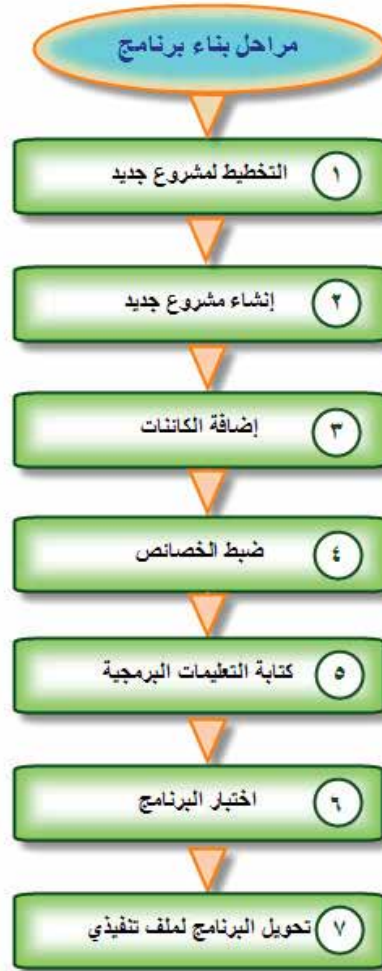 مراحل بناء برنامج
١ التخطيط لمشروع جديد
٢ إنشاء مشروع جديد
٣ إضافة الكائنات
٤ ضبط الخصائص
٥ كتابة التعليمات البرمجية
٦ اختبار البرنامج
٧ تحويل البرنامج لملف تنفيذي